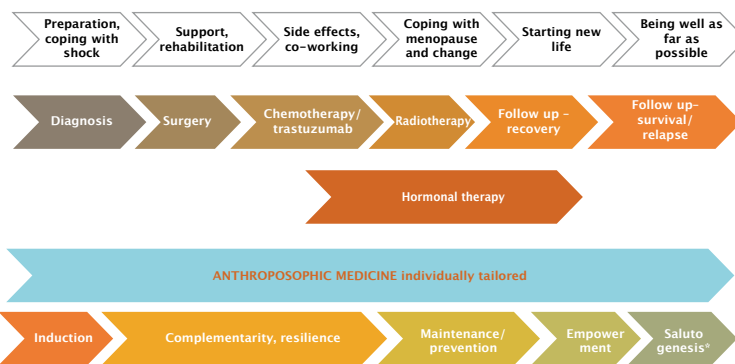 Preparation,
coping with
shock
Support,
rehabilitation
Side effects,
co-working
Coping with
menopause
and change
Starting new
life
Being well as
far as
possible
Diagnosis
Surgery
Chemotherapy/
trastuzumab
Radiotherapy
Follow up –
recovery
Follow up–
survival/
relapse
Hormonal therapy
ANTHROPOSOPHIC MEDICINE individually tailored
Induction
Complementarity, resilience
Maintenance/
prevention
Empower
ment
Saluto
genesis*